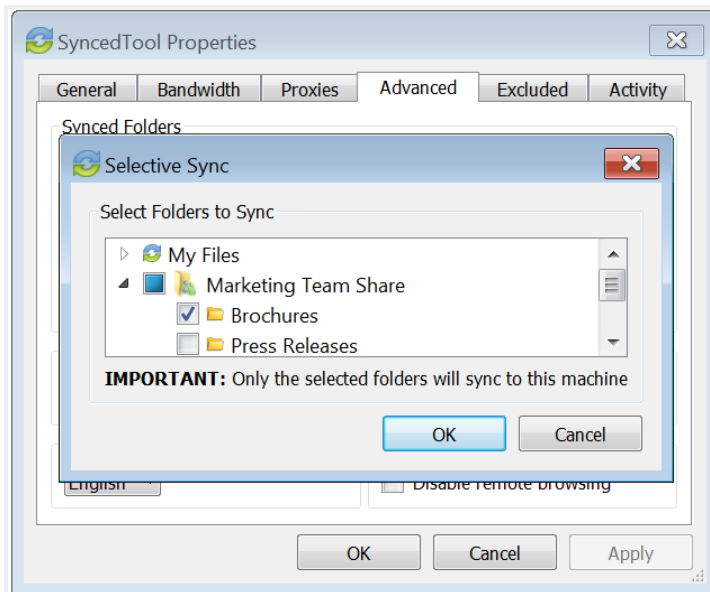 SyncedTool Properties
General Bandwidth Proxies Advanced Excluded Activity
Synced Folders
Selective Sync
Select Folders to Sync
My Files
Marketing Team Share
Brochures
Press Releases
IMPORTANT: Only the selected folders will sync to this machine
OK Cancel
English Disable remote browsing
OK Cancel Apply